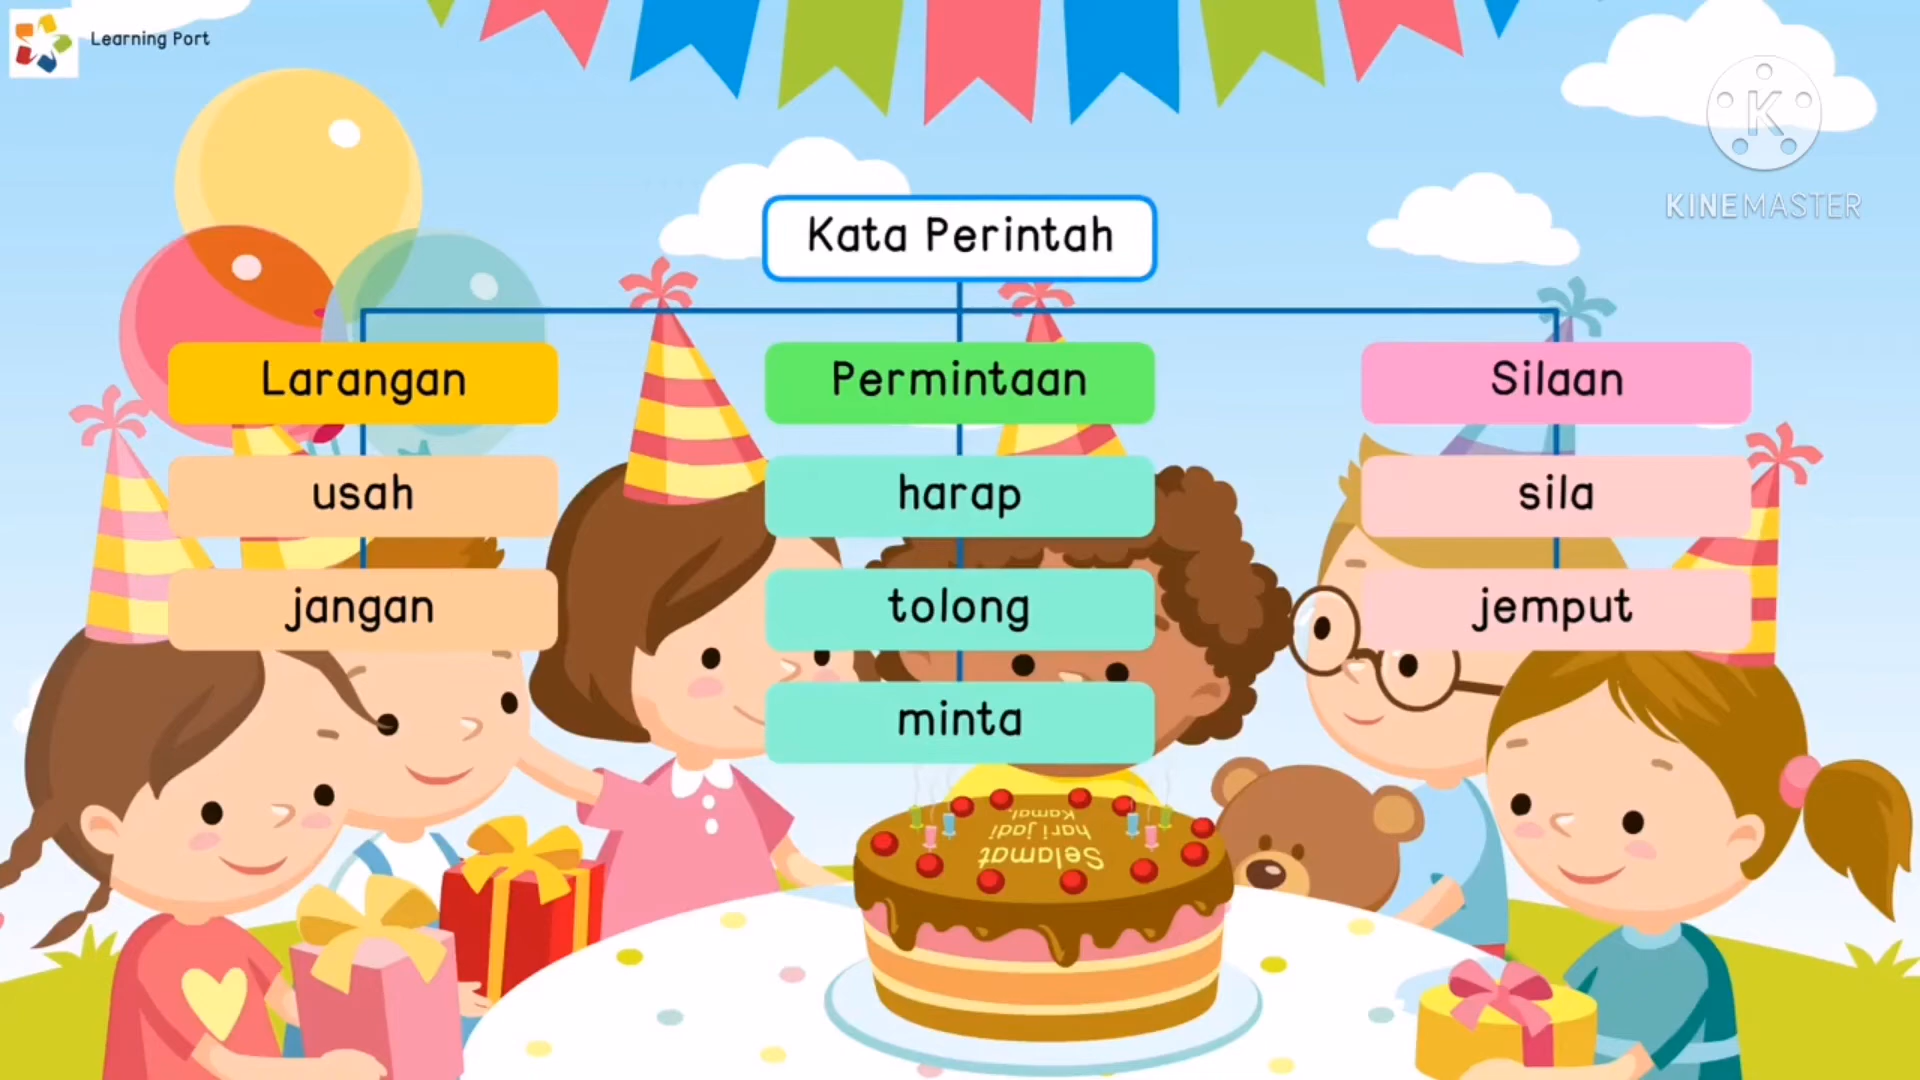 Learning Port
KINEMASTER
Kata Perintah
Larangan
usah
jangan
Permintaan
harap
tolong
minta
Silaan
sila
jemput
Selamat
hari jadi
Kamal,